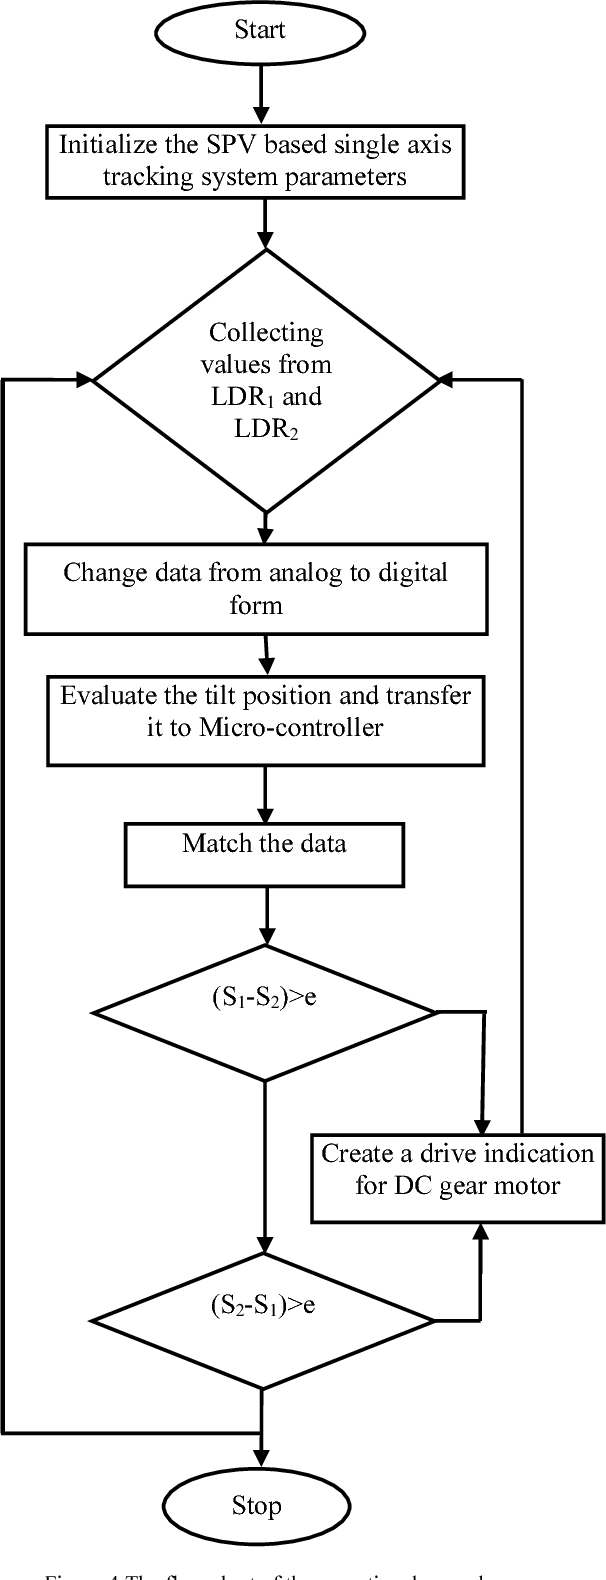 Start
Initialize the SPV based single axis
tracking system parameters
Collecting
values from
LDR₁ and
LDR₂
Change data from analog to digital
form
Evaluate the tilt position and transfer
it to Micro-controller
Match the data
(S₁-S₂)>e
Create a drive indication
for DC gear motor
(S₂-S₁)>e
Stop